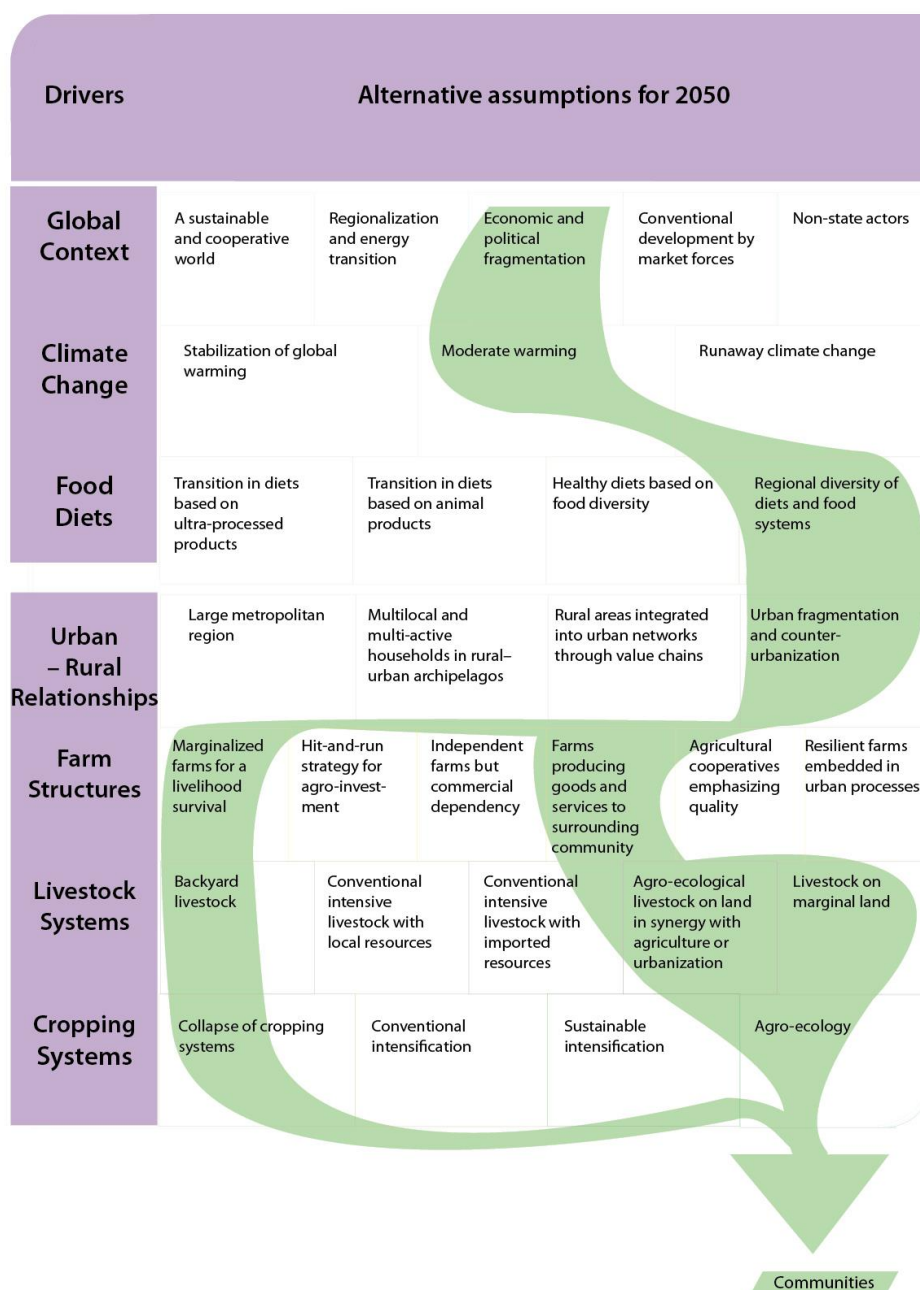 Drivers
Alternative assumptions for 2050
Global
Context
A sustainable
and cooperative
world
Regionalization
and energy
transition
Economic and
political
fragmentation
Conventional
development by
market forces
Non-state actors
Climate
Change
Stabilization of global
warming
Moderate warming
Runaway climate change
Food
Diets
Transition in diets
based on
ultra-processed
products
Transition in diets
based on animal
products
Healthy diets based on
food diversity
Regional diversity of
diets and food
systems
Urban
– Rural
Relationships
Large metropolitan
region
Multilocal and
multi-active
households in rural–
urban archipelagos
Rural areas integrated
into urban networks
through value chains
Urban fragmentation
and counter-
urbanization
Farm
Structures
Marginalized
farms for a
livelihood
survival
Hit-and-run
strategy for
agro-invest-
ment
Independent
farms but
commercial
dependency
Farms
producing
goods and
services to
surrounding
community
Agricultural
cooperatives
emphasizing
quality
Resilient farms
embedded in
urban processes
Livestock
Systems
Backyard
livestock
Conventional
intensive
livestock with
local resources
Conventional
intensive
livestock with
imported
resources
Agro-ecological
livestock on land
in synergy with
agriculture or
urbanization
Livestock on
marginal land
Cropping
Systems
Collapse of cropping
systems
Conventional
intensification
Sustainable
intensification
Agro-ecology
Communities